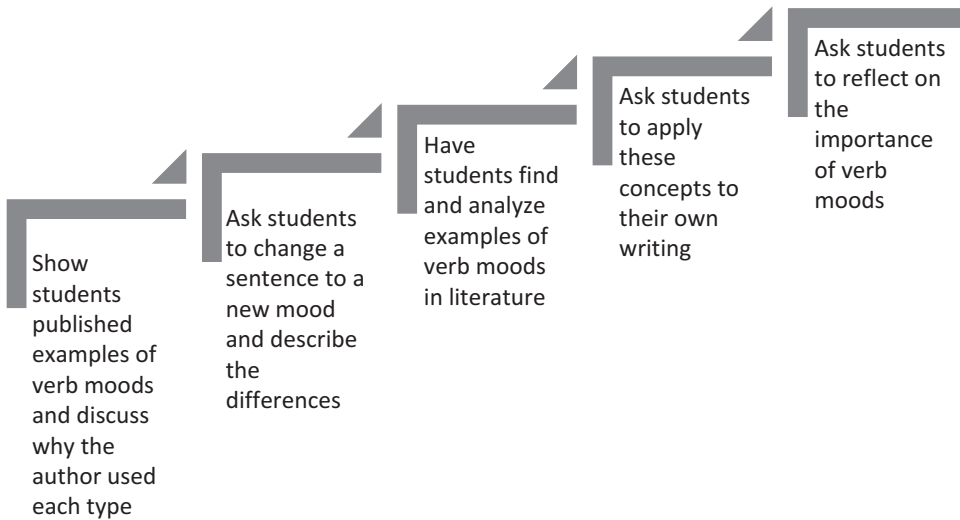 Show
students
published
examples of
verb moods
and discuss
why the
author used
each type
Ask students
to change a
sentence to a
new mood
and describe
the
differences
Have
students find
and analyze
examples of
verb moods
in literature
Ask students
to apply
these
concepts to
their own
writing
Ask students
to reflect on
the
importance
of verb
moods